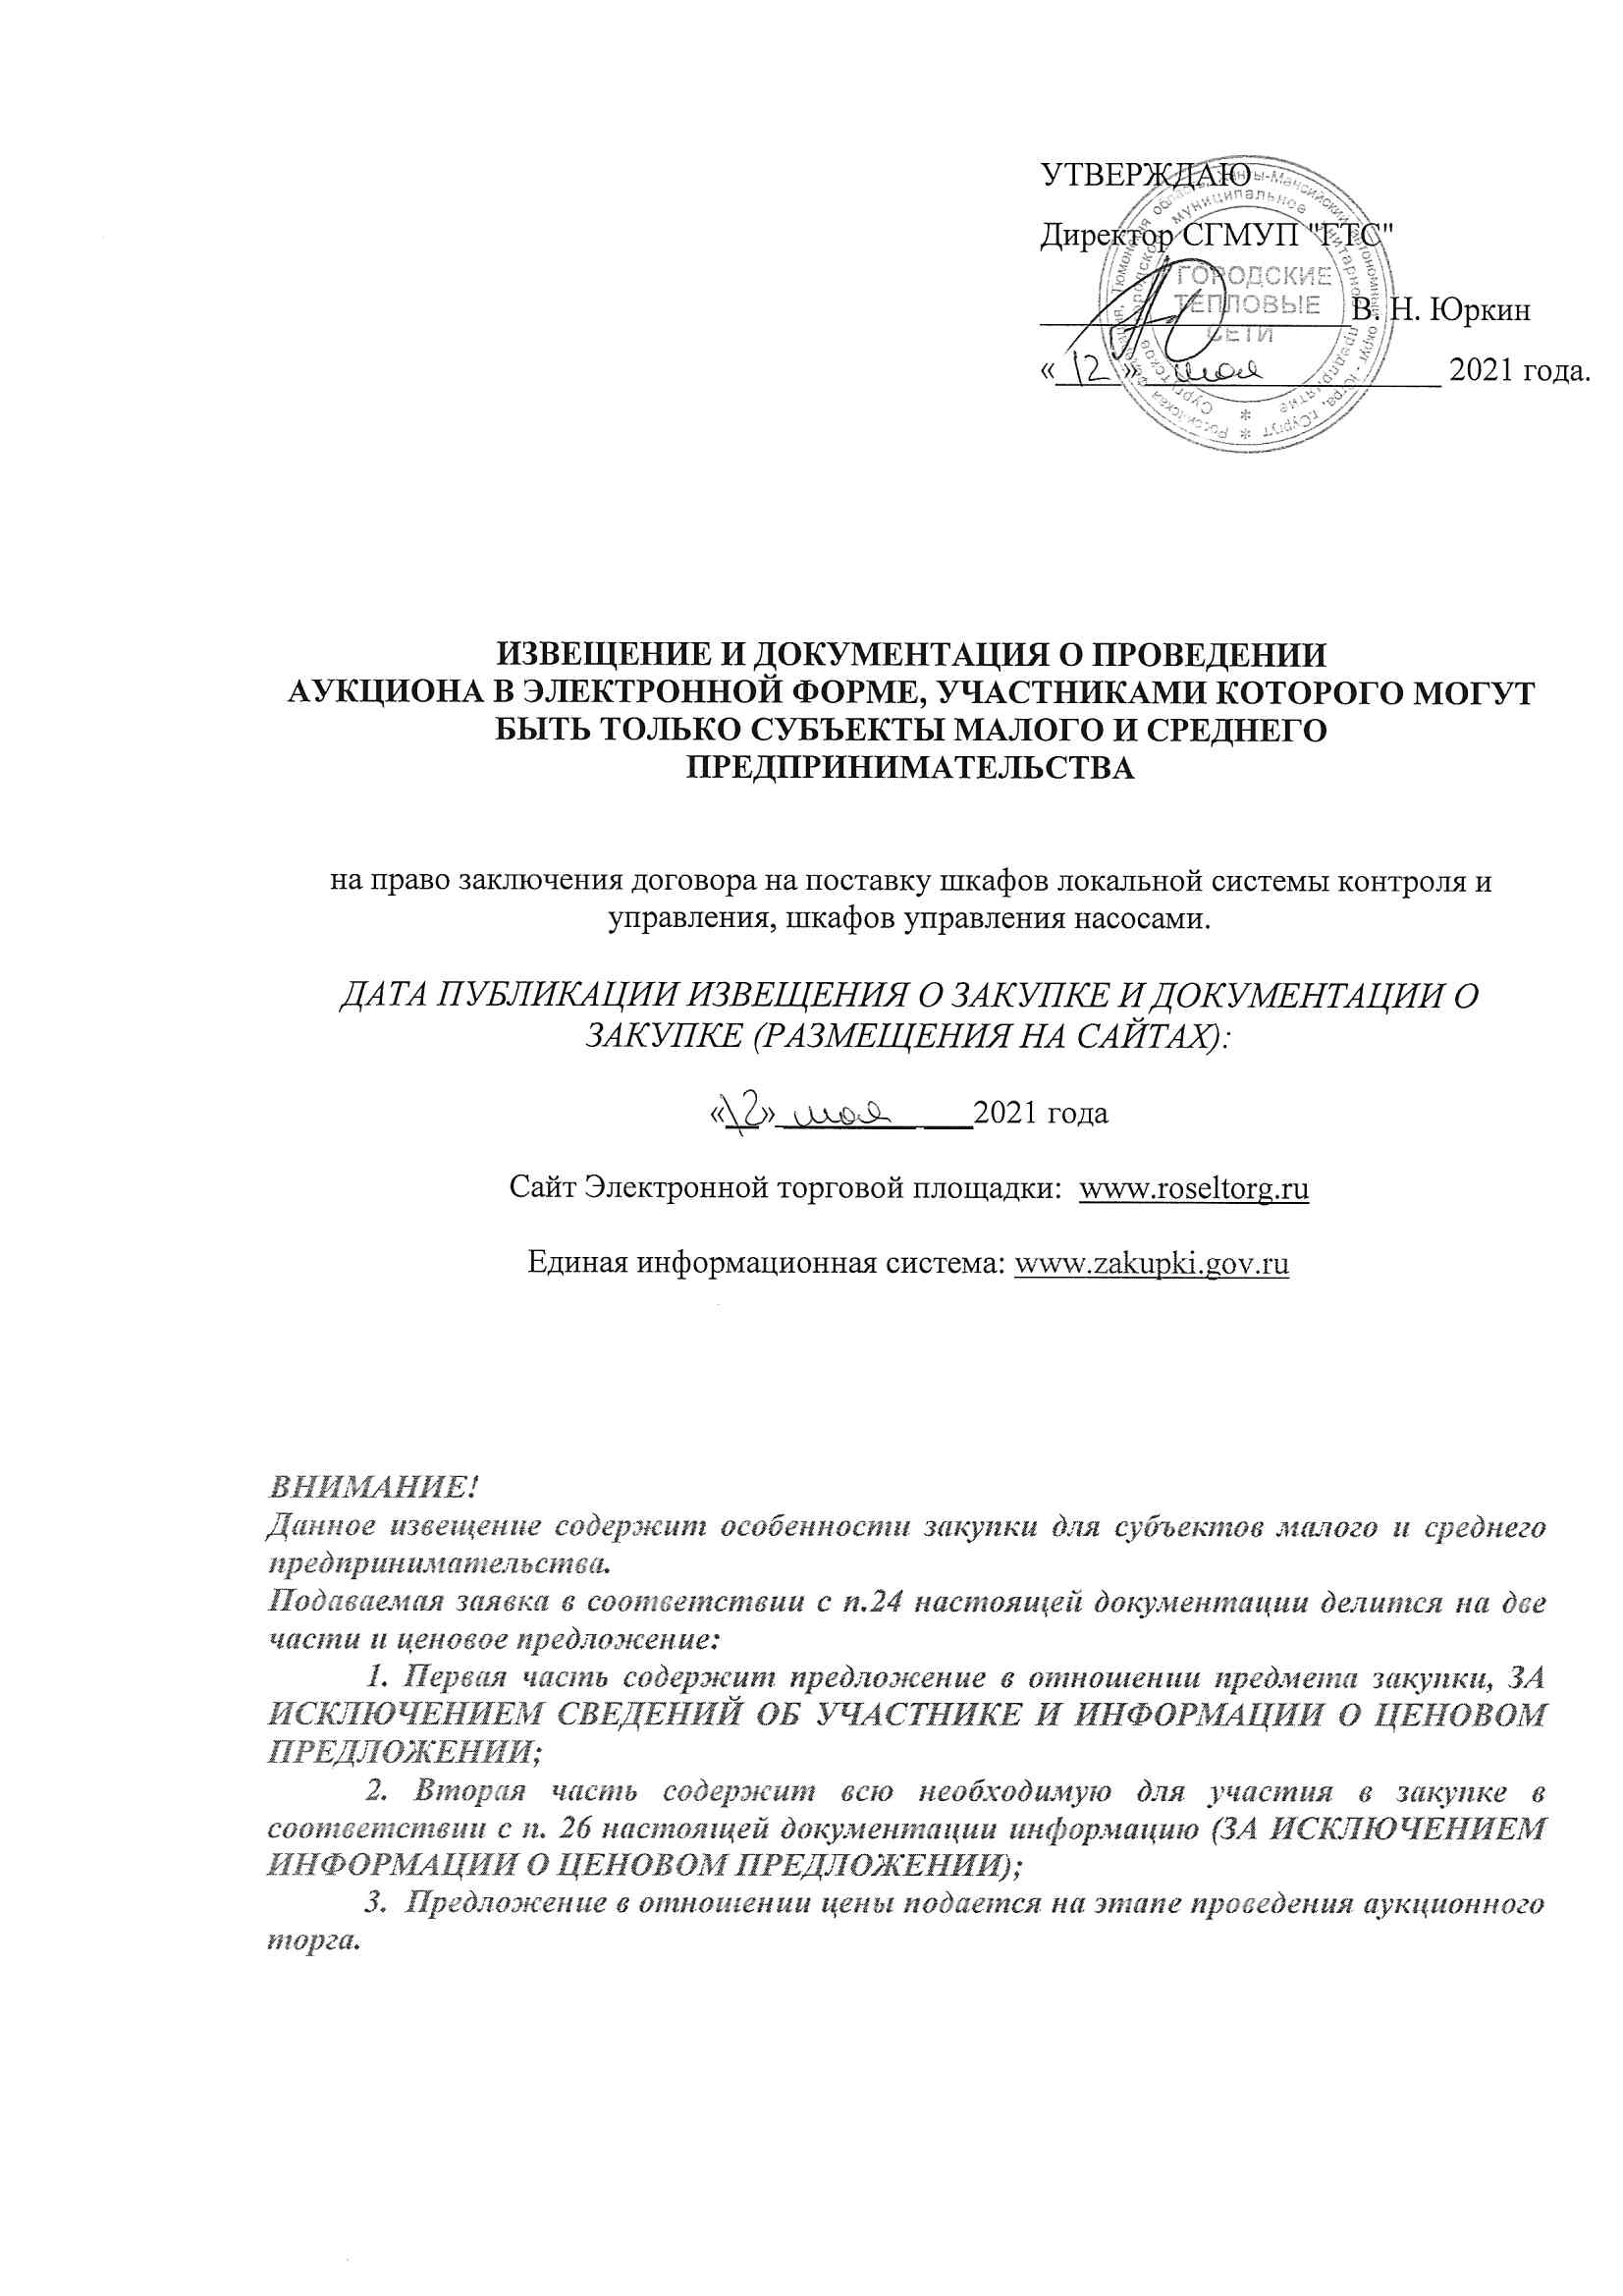 УТВЕРЖДАЮ
Директор СГМУП "ГТС"
ГОРОДСКИЕ
ТЕПЛОВЫЕ
СЕТИ
В. Н. Юркин
«12» мая 2021 года.
ИЗВЕЩЕНИЕ И ДОКУМЕНТАЦИЯ О ПРОВЕДЕНИИ
АУКЦИОНА В ЭЛЕКТРОННОЙ ФОРМЕ, УЧАСТНИКАМИ КОТОРОГО МОГУТ
БЫТЬ ТОЛЬКО СУБЪЕКТЫ МАЛОГО И СРЕДНЕГО
ПРЕДПРИНИМАТЕЛЬСТВА
на право заключения договора на поставку шкафов локальной системы контроля и
управления, шкафов управления насосами.
ДАТА ПУБЛИКАЦИИ ИЗВЕЩЕНИЯ О ЗАКУПКЕ И ДОКУМЕНТАЦИИ О
ЗАКУПКЕ (РАЗМЕЩЕНИЯ НА САЙТАХ):
«12» мая 2021 года
Сайт Электронной торговой площадки: www.roseltorg.ru
Единая информационная система: www.zakupki.gov.ru
ВНИМАНИЕ!
Данное извещение содержит особенности закупки для субъектов малого и среднего
предпринимательства.
Подаваемая заявка в соответствии с п.24 настоящей документации делится на две
части и ценовое предложение:
1. Первая часть содержит предложение в отношении предмета закупки, ЗА
ИСКЛЮЧЕНИЕМ СВЕДЕНИЙ ОБ УЧАСТНИКЕ И ИНФОРМАЦИИ О ЦЕНОВОМ
ПРЕДЛОЖЕНИИ;
2. Вторая часть содержит всю необходимую для участия в закупке в
соответствии с п. 26 настоящей документации информацию (ЗА ИСКЛЮЧЕНИЕМ
ИНФОРМАЦИИ О ЦЕНОВОМ ПРЕДЛОЖЕНИИ);
3. Предложение в отношении цены подается на этапе проведения аукционного
торга.